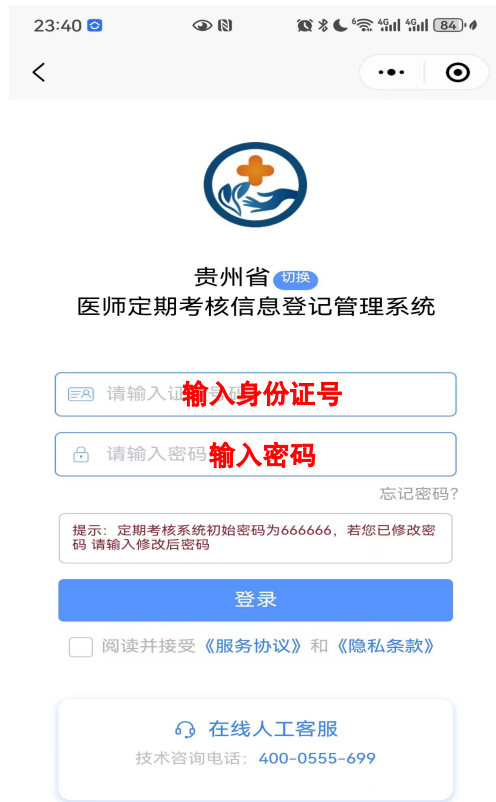 23:40 4G 4G 84
贵州省 切换
医师定期考核信息登记管理系统
请输入证 号码
输入身份证号
请输入密码
输入密码
忘记密码?
提示：定期考核系统初始密码为666666，若您已修改密
码 请输入修改后密码
登录
阅读并接受《服务协议》和《隐私条款》
在线人工客服
技术咨询电话：400-0555-699